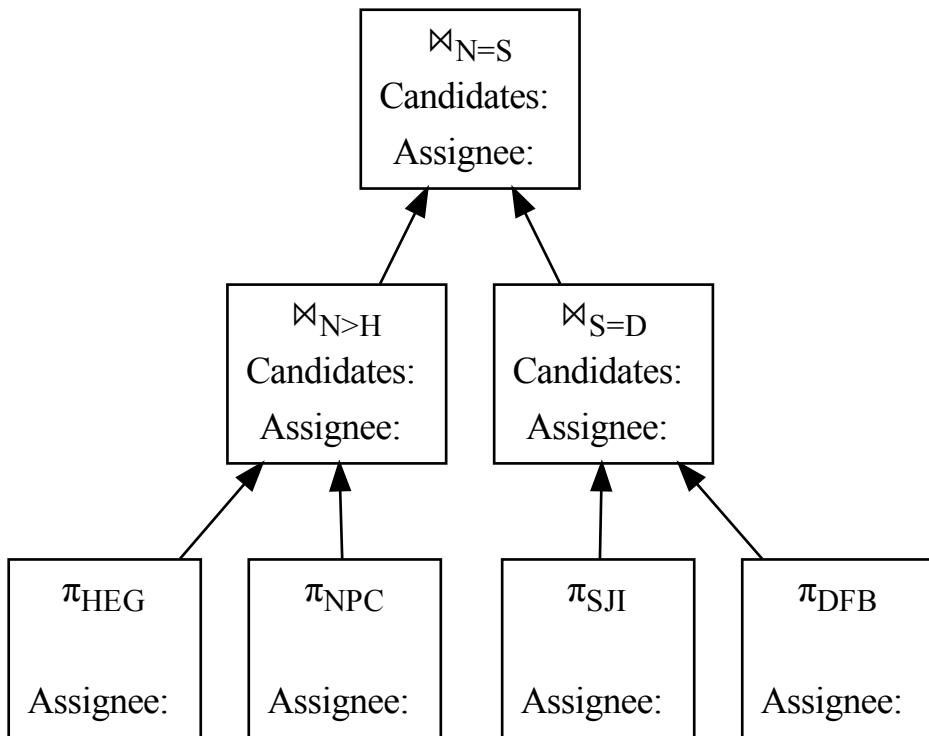 ⋈N=S
Candidates:
Assignee:
⋈N>H
Candidates:
Assignee:
⋈S=D
Candidates:
Assignee:
πHEG
Assignee:
πNPC
Assignee:
πSJI
Assignee:
πDFB
Assignee: